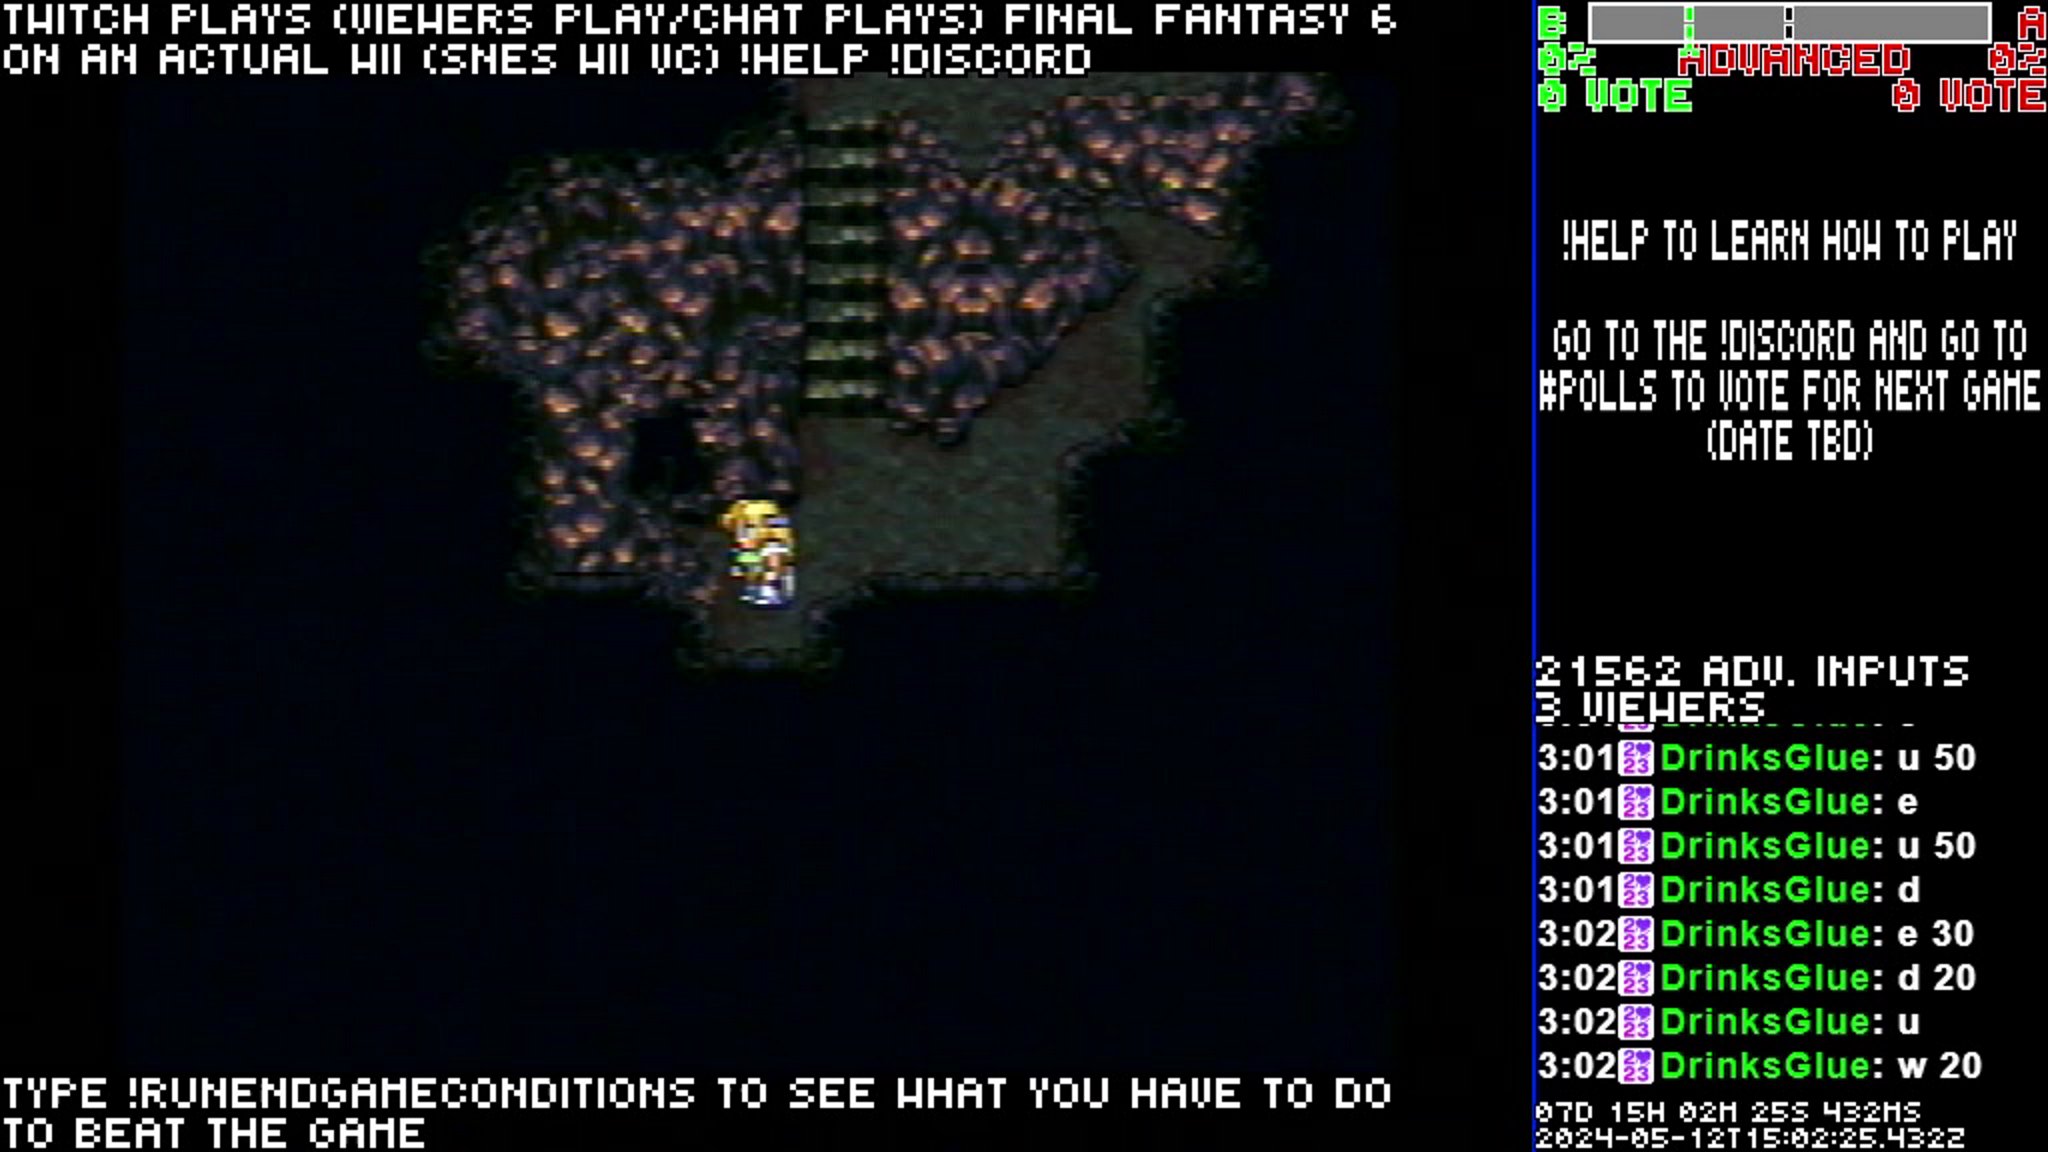 TWITCH PLAYS (VIEWERS PLAY/CHAT PLAYS) FINAL FANTASY 6
ON AN ACTUAL WII (SNES WII VC) !HELP !DISCORD
B A
0% ADVANCED 0%
0 VOTE 0 VOTE
!HELP TO LEARN HOW TO PLAY
GO TO THE !DISCORD AND GO TO
#POLLS TO VOTE FOR NEXT GAME
(DATE TBD)
21562 ADV. INPUTS
3 VIEWERS
3:01 DrinksGlue: u 50
3:01 DrinksGlue: e
3:01 DrinksGlue: u 50
3:01 DrinksGlue: d
3:02 DrinksGlue: e 30
3:02 DrinksGlue: d 20
3:02 DrinksGlue: u
3:02 DrinksGlue: w 20
07D 15H 02M 25S 432MS
2024-05-12T15:02:25.432Z
TYPE !RUNENDGAMECONDITIONS TO SEE WHAT YOU HAVE TO DO
TO BEAT THE GAME